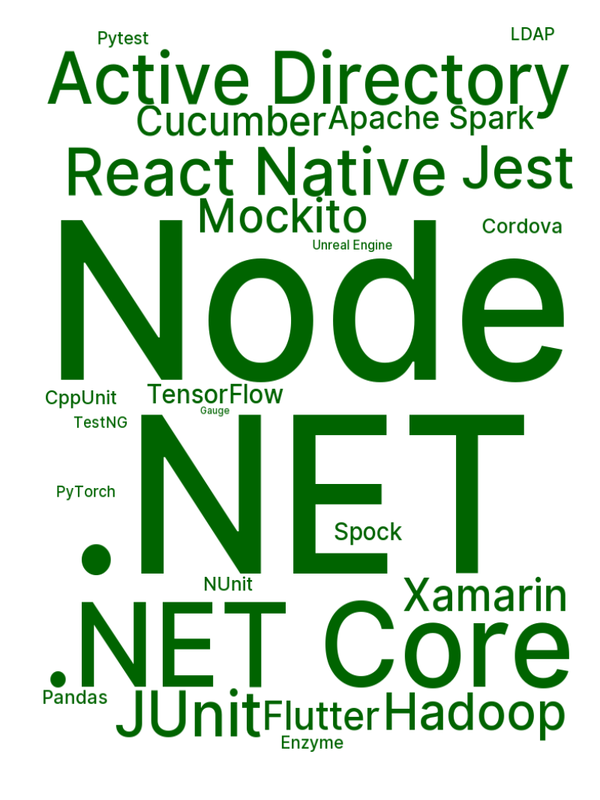 Pytest
LDAP
Active Directory
Cucumber
Apache Spark
React Native
Jest
Mockito
Cordova
Unreal Engine
Node
CppUnit
TensorFlow
Gauge
TestNG
.NET
PyTorch
Spock
NUnit
Xamarin
.NET Core
Pandas
JUnit
Flutter
Hadoop
Enzyme